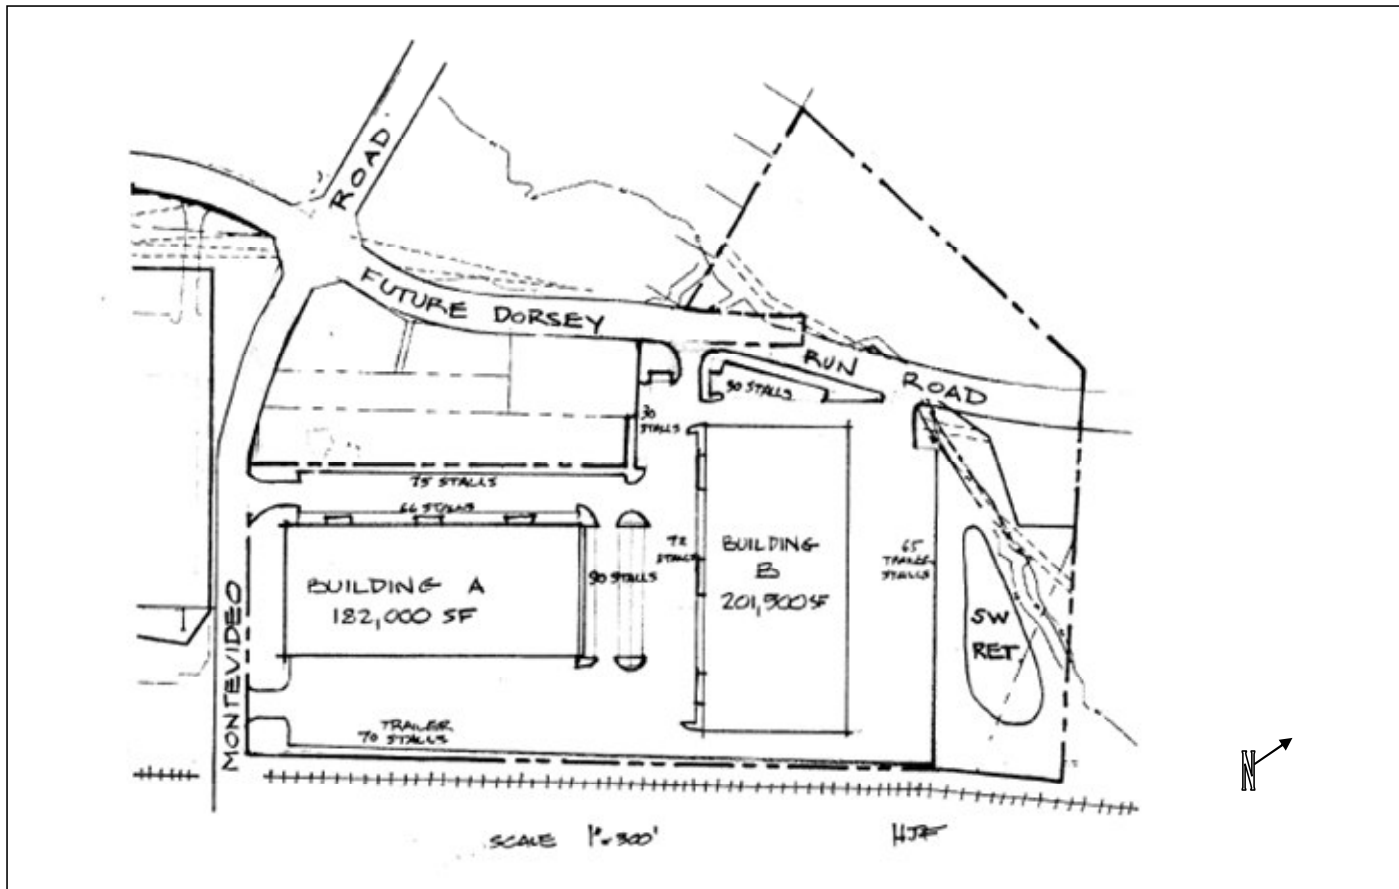 ROAD
FUTURE DORSEY
RUN ROAD
30 STALLS
STALLS
75 STALLS
66 STALLS
BUILDING A
182,000 SF
90 STALLS
72
STALLS
BUILDING
B
201,500 SF
65
TRAILER
STALLS
SW
RET.
MONTEVIDEO
TRAILER
70 STALLS
N
SCALE 1"=300'
HJF